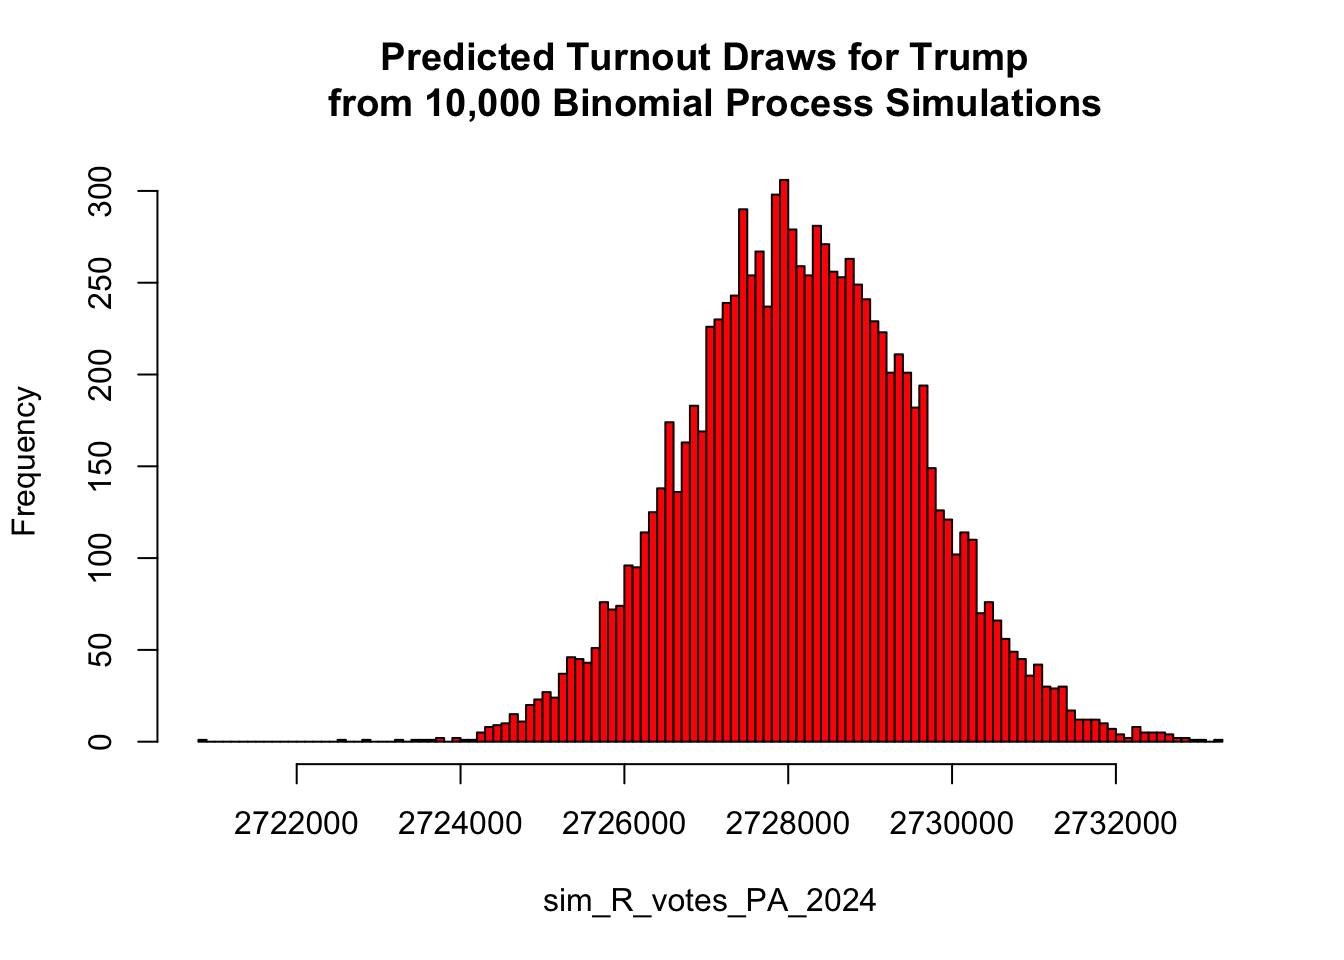 Predicted Turnout Draws for Trump
from 10,000 Binomial Process Simulations
300
250
200
150
100
50
0
Frequency
2722000 2724000 2726000 2728000 2730000 2732000
sim_R_votes_PA_2024